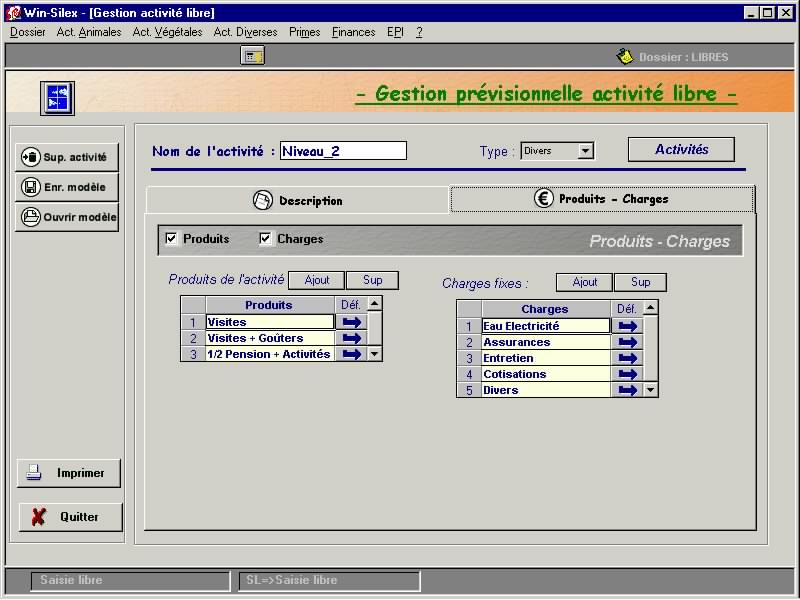 Win-Silex - [Gestion activité libre]
Dossier Act. Animales Act. Végétales Act. Diverses Primes Finances EPI ?
Dossier : LIBRES
- Gestion prévisionnelle activité libre -
Nom de l'activité : Niveau_2 Type : Divers Activités
Sup. activité
Enr. modèle
Ouvrir modèle
Description € Produits - Charges
Produits Charges Produits - Charges
Produits de l'activité Ajout Sup
Produits Déf.
1 Visites
2 Visites + Goûters
3 1/2 Pension + Activités
Charges fixes : Ajout Sup
Charges Déf.
1 Eau Electricité
2 Assurances
3 Entretien
4 Cotisations
5 Divers
Imprimer
Quitter
Saisie libre SL=>Saisie libre